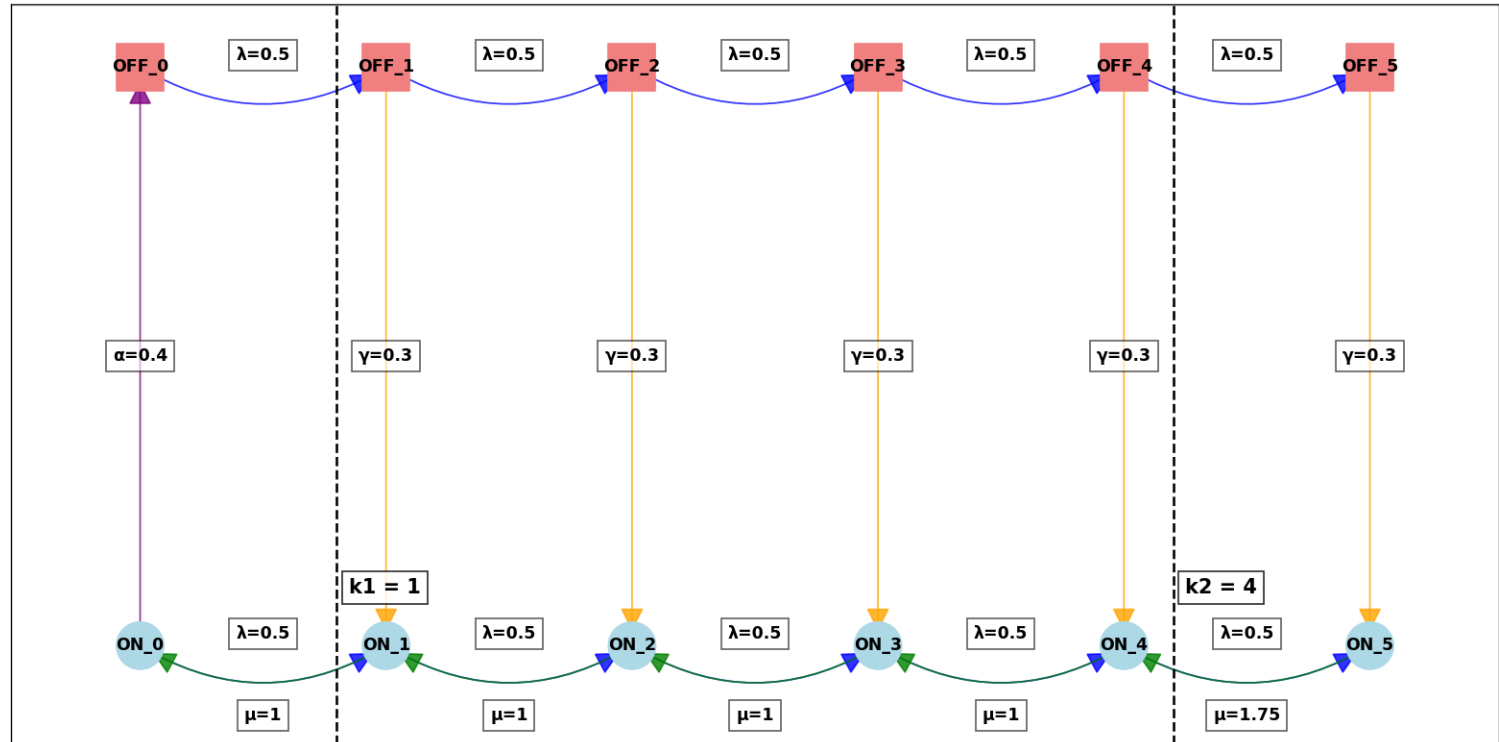 λ=0.5 λ=0.5 λ=0.5 λ=0.5 λ=0.5
OFF_0 OFF_1 OFF_2 OFF_3 OFF_4 OFF_5
α=0.4 γ=0.3 γ=0.3 γ=0.3 γ=0.3 γ=0.3
k1 = 1 k2 = 4
λ=0.5 λ=0.5 λ=0.5 λ=0.5 λ=0.5
ON_0 ON_1 ON_2 ON_3 ON_4 ON_5
μ=1 μ=1 μ=1 μ=1 μ=1.75